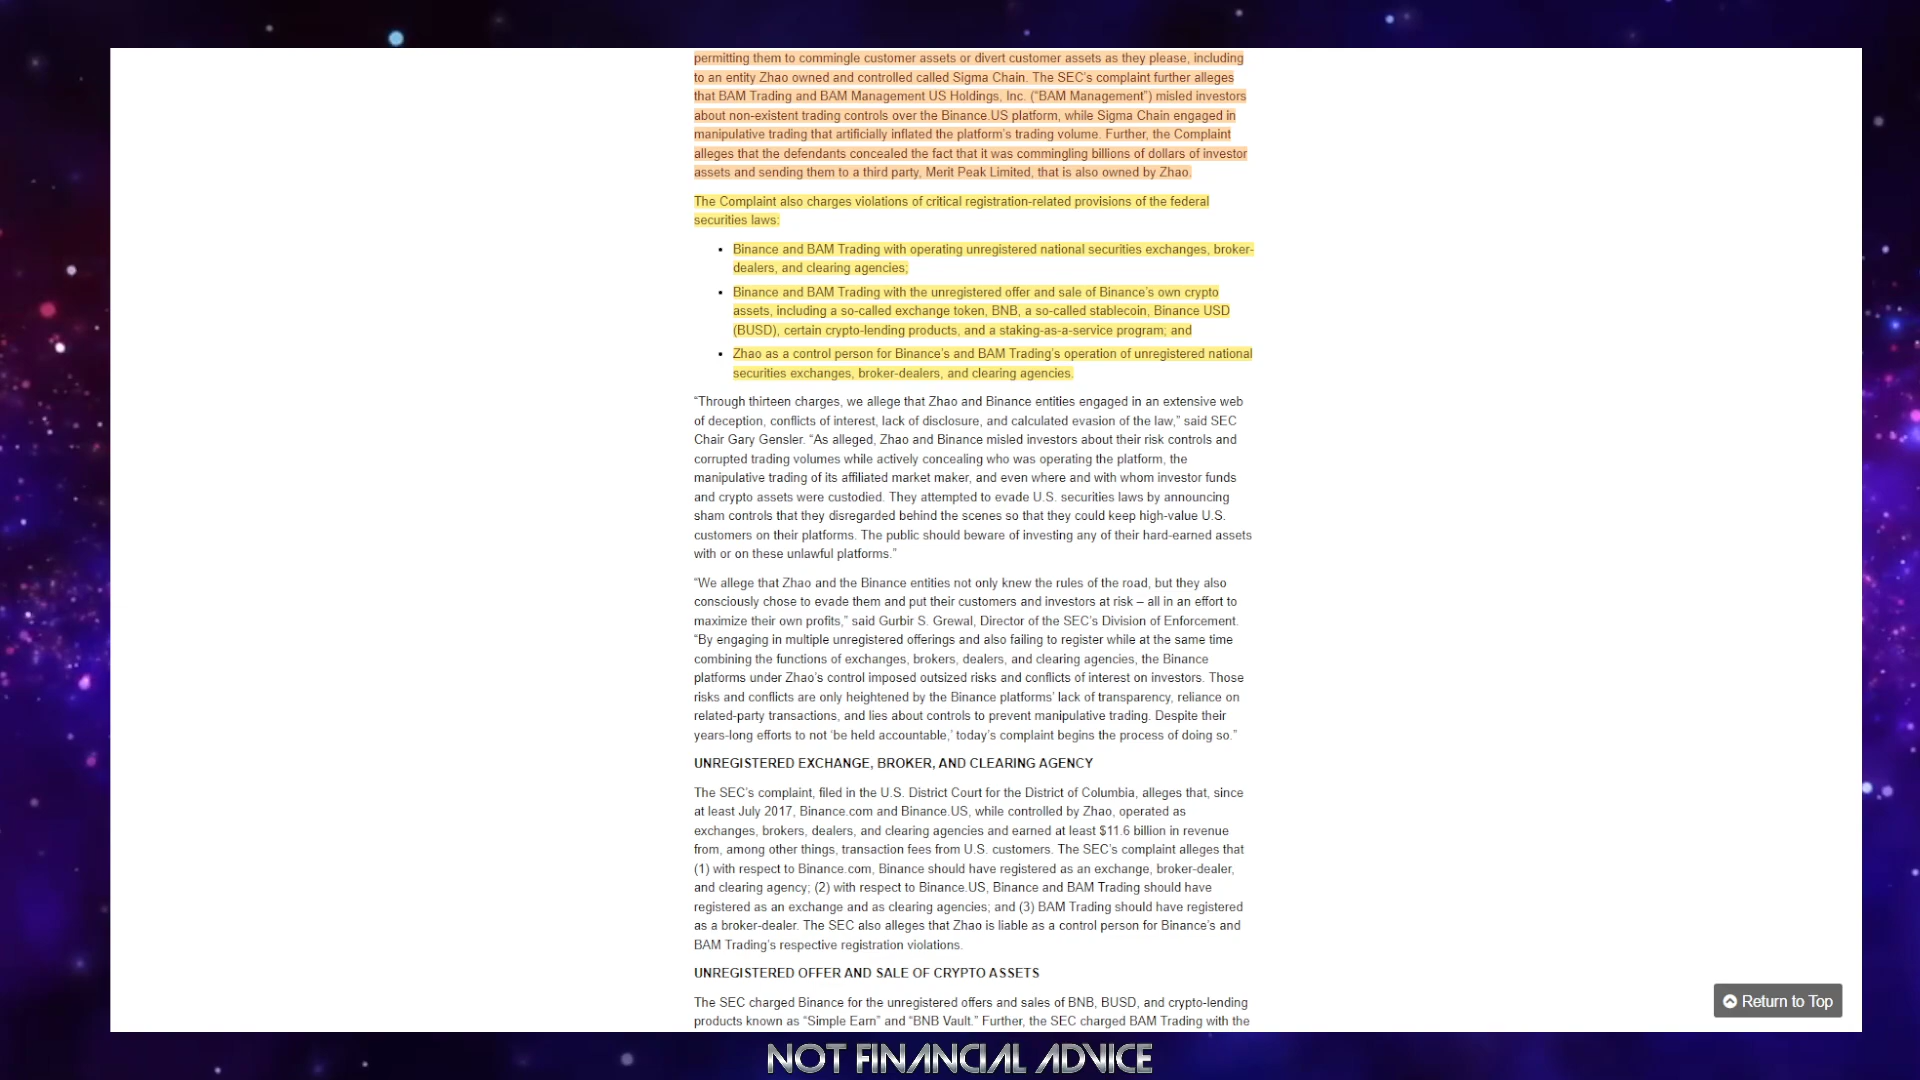 permitting them to commingle customer assets or divert customer assets as they please, including
to an entity Zhao owned and controlled called Sigma Chain. The SEC’s complaint further alleges
that BAM Trading and BAM Management US Holdings, Inc. (“BAM Management”) misled investors
about non-existent trading controls over the Binance.US platform, while Sigma Chain engaged in
manipulative trading that artificially inflated the platform’s trading volume. Further, the Complaint
alleges that the defendants concealed the fact that it was commingling billions of dollars of investor
assets and sending them to a third party, Merit Peak Limited, that is also owned by Zhao.
The Complaint also charges violations of critical registration-related provisions of the federal
securities laws:
• Binance and BAM Trading with operating unregistered national securities exchanges, broker-
dealers, and clearing agencies;
• Binance and BAM Trading with the unregistered offer and sale of Binance’s own crypto
assets, including a so-called exchange token, BNB, a so-called stablecoin, Binance USD
(BUSD), certain crypto-lending products, and a staking-as-a-service program; and
• Zhao as a control person for Binance’s and BAM Trading’s operation of unregistered national
securities exchanges, broker-dealers, and clearing agencies.
“Through thirteen charges, we allege that Zhao and Binance entities engaged in an extensive web
of deception, conflicts of interest, lack of disclosure, and calculated evasion of the law,” said SEC
Chair Gary Gensler. “As alleged, Zhao and Binance misled investors about their risk controls and
corrupted trading volumes while actively concealing who was operating the platform, the
manipulative trading of its affiliated market maker, and even where and with whom investor funds
and crypto assets were custodied. They attempted to evade U.S. securities laws by announcing
sham controls that they disregarded behind the scenes so that they could keep high-value U.S.
customers on their platforms. The public should beware of investing any of their hard-earned assets
with or on these unlawful platforms.”
“We allege that Zhao and the Binance entities not only knew the rules of the road, but they also
consciously chose to evade them and put their customers and investors at risk – all in an effort to
maximize their own profits,” said Gurbir S. Grewal, Director of the SEC’s Division of Enforcement.
“By engaging in multiple unregistered offerings and also failing to register while at the same time
combining the functions of exchanges, brokers, dealers, and clearing agencies, the Binance
platforms under Zhao’s control imposed outsized risks and conflicts of interest on investors. Those
risks and conflicts are only heightened by the Binance platforms’ lack of transparency, reliance on
related-party transactions, and lies about controls to prevent manipulative trading. Despite their
years-long efforts to not ‘be held accountable,’ today’s complaint begins the process of doing so.”
UNREGISTERED EXCHANGE, BROKER, AND CLEARING AGENCY
The SEC’s complaint, filed in the U.S. District Court for the District of Columbia, alleges that, since
at least July 2017, Binance.com and Binance.US, while controlled by Zhao, operated as
exchanges, brokers, dealers, and clearing agencies and earned at least $11.6 billion in revenue
from, among other things, transaction fees from U.S. customers. The SEC’s complaint alleges that
(1) with respect to Binance.com, Binance should have registered as an exchange, broker-dealer,
and clearing agency; (2) with respect to Binance.US, Binance and BAM Trading should have
registered as an exchange and as clearing agencies; and (3) BAM Trading should have registered
as a broker-dealer. The SEC also alleges that Zhao is liable as a control person for Binance’s and
BAM Trading’s respective registration violations.
UNREGISTERED OFFER AND SALE OF CRYPTO ASSETS
The SEC charged Binance for the unregistered offers and sales of BNB, BUSD, and crypto-lending
products known as “Simple Earn” and “BNB Vault.” Further, the SEC charged BAM Trading with the
Return to Top
NOT FINANCIAL ADVICE